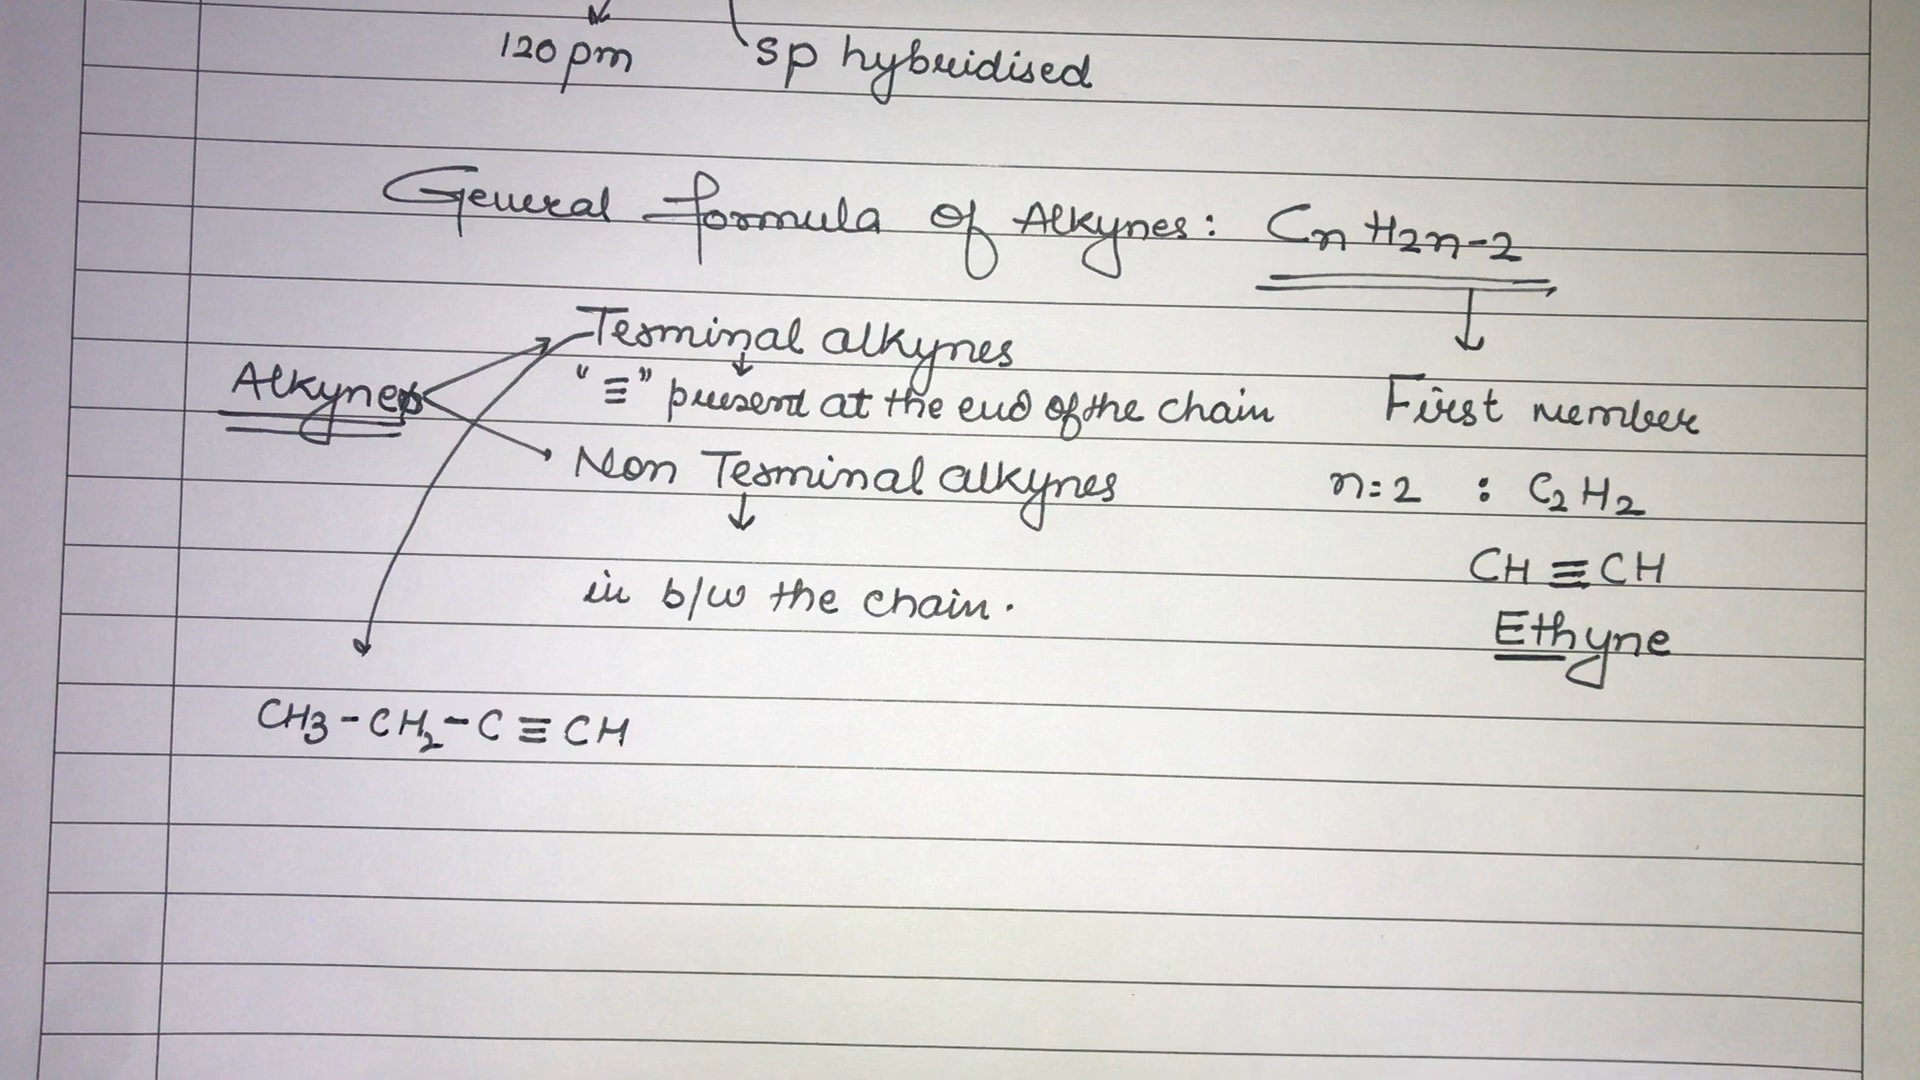 120 pm sp hybridised
General formula of Alkynes: CnH2n-2
Terminal alkynes
Alkynes "≡" present at the end of the chain First member
Non Terminal alkynes n=2 : C2H2
CH≡CH
in b/w the chain.
Ethyne
CH3-CH2-C≡CH